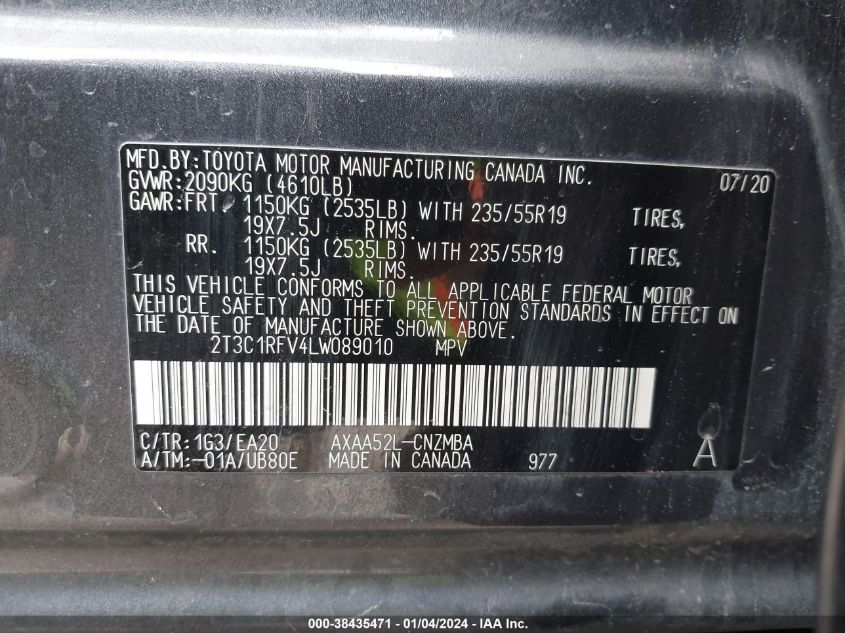 MFD.BY:TOYOTA MOTOR MANUFACTURING CANADA INC. 07/20
GVWR:2090KG (4610LB)
GAWR:FRT 1150KG (2535LB) WITH 235/55R19 TIRES,
19X7.5J RIMS.
RR. 1150KG (2535LB) WITH 235/55R19 TIRES,
19X7.5J RIMS.
THIS VEHICLE CONFORMS TO ALL APPLICABLE FEDERAL MOTOR
VEHICLE SAFETY AND THEFT PREVENTION STANDARDS IN EFFECT ON
THE DATE OF MANUFACTURE SHOWN ABOVE.
2T3C1RFV4LW089010 MPV
C/TR:1G3/EA20 AXAA52L-CNZMBA
A/TM:-01A/UB80E MADE IN CANADA 977 A
000-38435471 - 01/04/2024 - IAAI.com